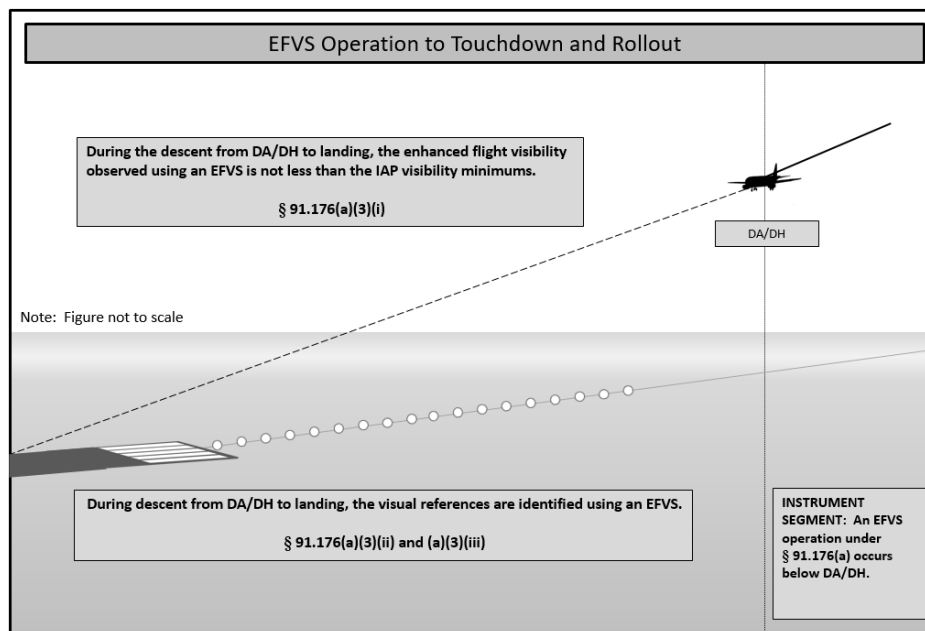 EFVS Operation to Touchdown and Rollout
During the descent from DA/DH to landing, the enhanced flight visibility
observed using an EFVS is not less than the IAP visibility minimums.
§ 91.176(a)(3)(i)
DA/DH
Note:  Figure not to scale
During descent from DA/DH to landing, the visual references are identified using an EFVS.
§ 91.176(a)(3)(ii) and (a)(3)(iii)
INSTRUMENT
SEGMENT:  An EFVS
operation under
§ 91.176(a) occurs
below DA/DH.